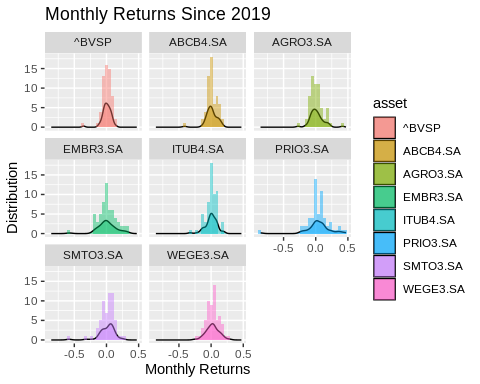 Monthly Returns Since 2019
^BVSP ABCB4.SA AGRO3.SA
15
10
5
0
EMBR3.SA ITUB4.SA PRIO3.SA
15
10
5
0
-0.5 0.0 0.5
SMTO3.SA WEGE3.SA
15
10
5
0
-0.5 0.0 0.5 -0.5 0.0 0.5
Monthly Returns
Distribution
asset
^BVSP
ABCB4.SA
AGRO3.SA
EMBR3.SA
ITUB4.SA
PRIO3.SA
SMTO3.SA
WEGE3.SA